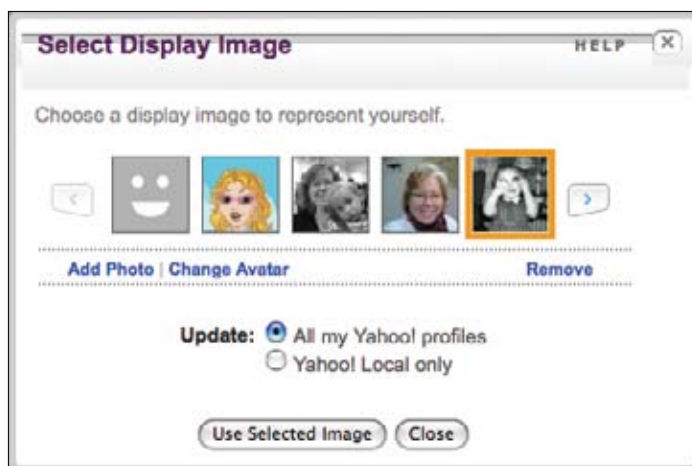 Select Display Image
HELP
Choose a display image to represent yourself.
Add Photo | Change Avatar
Remove
Update: All my Yahoo! profiles
Yahoo! Local only
Use Selected Image
Close